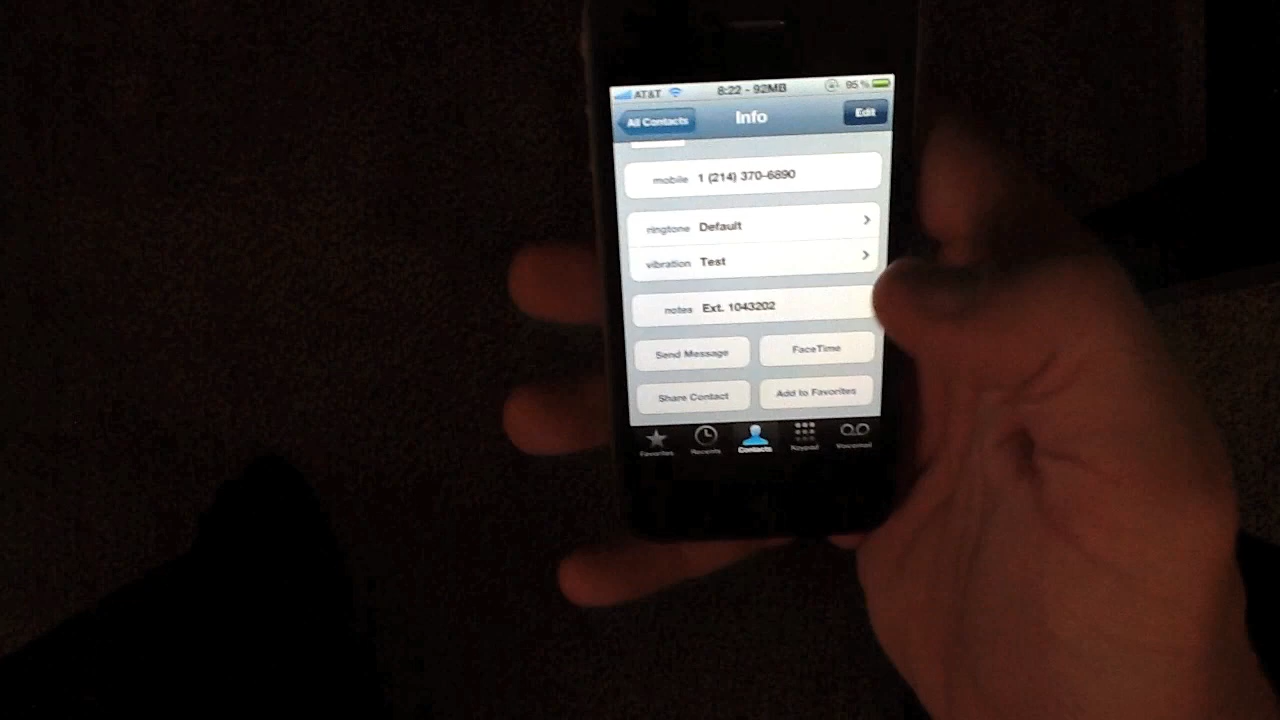 AT&T 8:22 - 92MB 95%
All Contacts Info Edit
mobile 1 (214) 370-6890
ringtone Default
vibration Test
notes Ext. 1043202
Send Message FaceTime
Share Contact Add to Favorites
Favorites Recents Contacts Keypad Voicemail